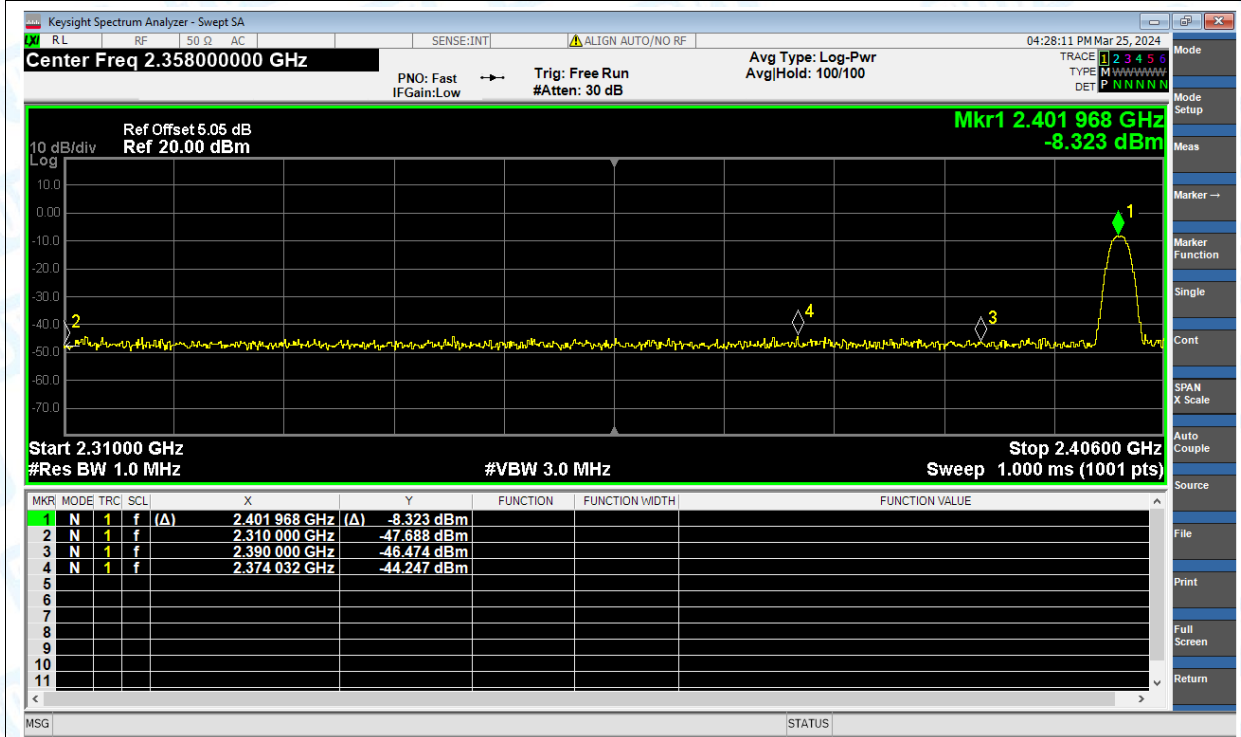 Keysight Spectrum Analyzer - Swept SA
LXI RL RF 50 Ω AC SENSE:INT ALIGN AUTO/NO RF 04:28:11 PM Mar 25, 2024
Center Freq 2.358000000 GHz
PNO: Fast
IFGain:Low
Trig: Free Run
#Atten: 30 dB
Avg Type: Log-Pwr
Avg|Hold: 100/100
TRACE 1 2 3 4 5 6
TYPE M WWWWW
DET P N N N N N
Mkr1 2.401 968 GHz
-8.323 dBm
Ref Offset 5.05 dB
10 dB/div Ref 20.00 dBm
Log
10.0
0.00
-10.0
-20.0
-30.0
-40.0
-50.0
-60.0
-70.0
1
2
4
3
Start 2.31000 GHz Stop 2.40600 GHz
#Res BW 1.0 MHz #VBW 3.0 MHz Sweep 1.000 ms (1001 pts)
MKR MODE TRC SCL X Y FUNCTION FUNCTION WIDTH FUNCTION VALUE
1 N 1 f (Δ) 2.401 968 GHz (Δ) -8.323 dBm
2 N 1 f 2.310 000 GHz -47.688 dBm
3 N 1 f 2.390 000 GHz -46.474 dBm
4 N 1 f 2.374 032 GHz -44.247 dBm
5
6
7
8
9
10
11
MSG STATUS
Mode
Mode
Setup
Meas
Marker →
Marker
Function
Single
Cont
SPAN
X Scale
Auto
Couple
Source
File
Print
Full
Screen
Return